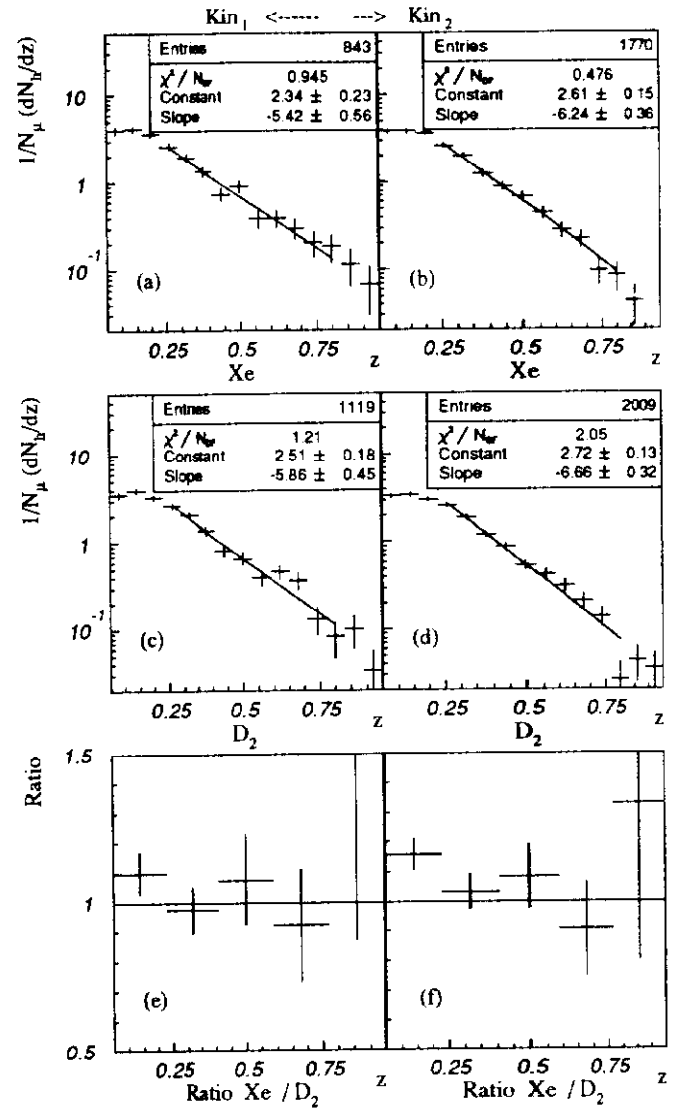 Kin1 <------ ---> Kin2
1/Nμ (dNh/dz)
Entries 843
χ² / NDF 0.945
Constant 2.34 ± 0.23
Slope -5.42 ± 0.56
Entries 1770
χ² / NDF 0.476
Constant 2.61 ± 0.15
Slope -6.24 ± 0.36
10
1
10⁻¹
(a)
(b)
0.25 0.5 0.75 z 0.25 0.5 0.75 z
Xe Xe
1/Nμ (dNh/dz)
Entries 1119
χ² / NDF 1.21
Constant 2.51 ± 0.18
Slope -5.86 ± 0.45
Entries 2009
χ² / NDF 2.05
Constant 2.72 ± 0.13
Slope -6.66 ± 0.32
10
1
10⁻¹
(c)
(d)
0.25 0.5 0.75 z 0.25 0.5 0.75 z
D2 D2
Ratio
1.5
1
0.5
(e)
(f)
0.25 0.5 0.75 z 0.25 0.5 0.75 z
Ratio Xe / D2 Ratio Xe / D2